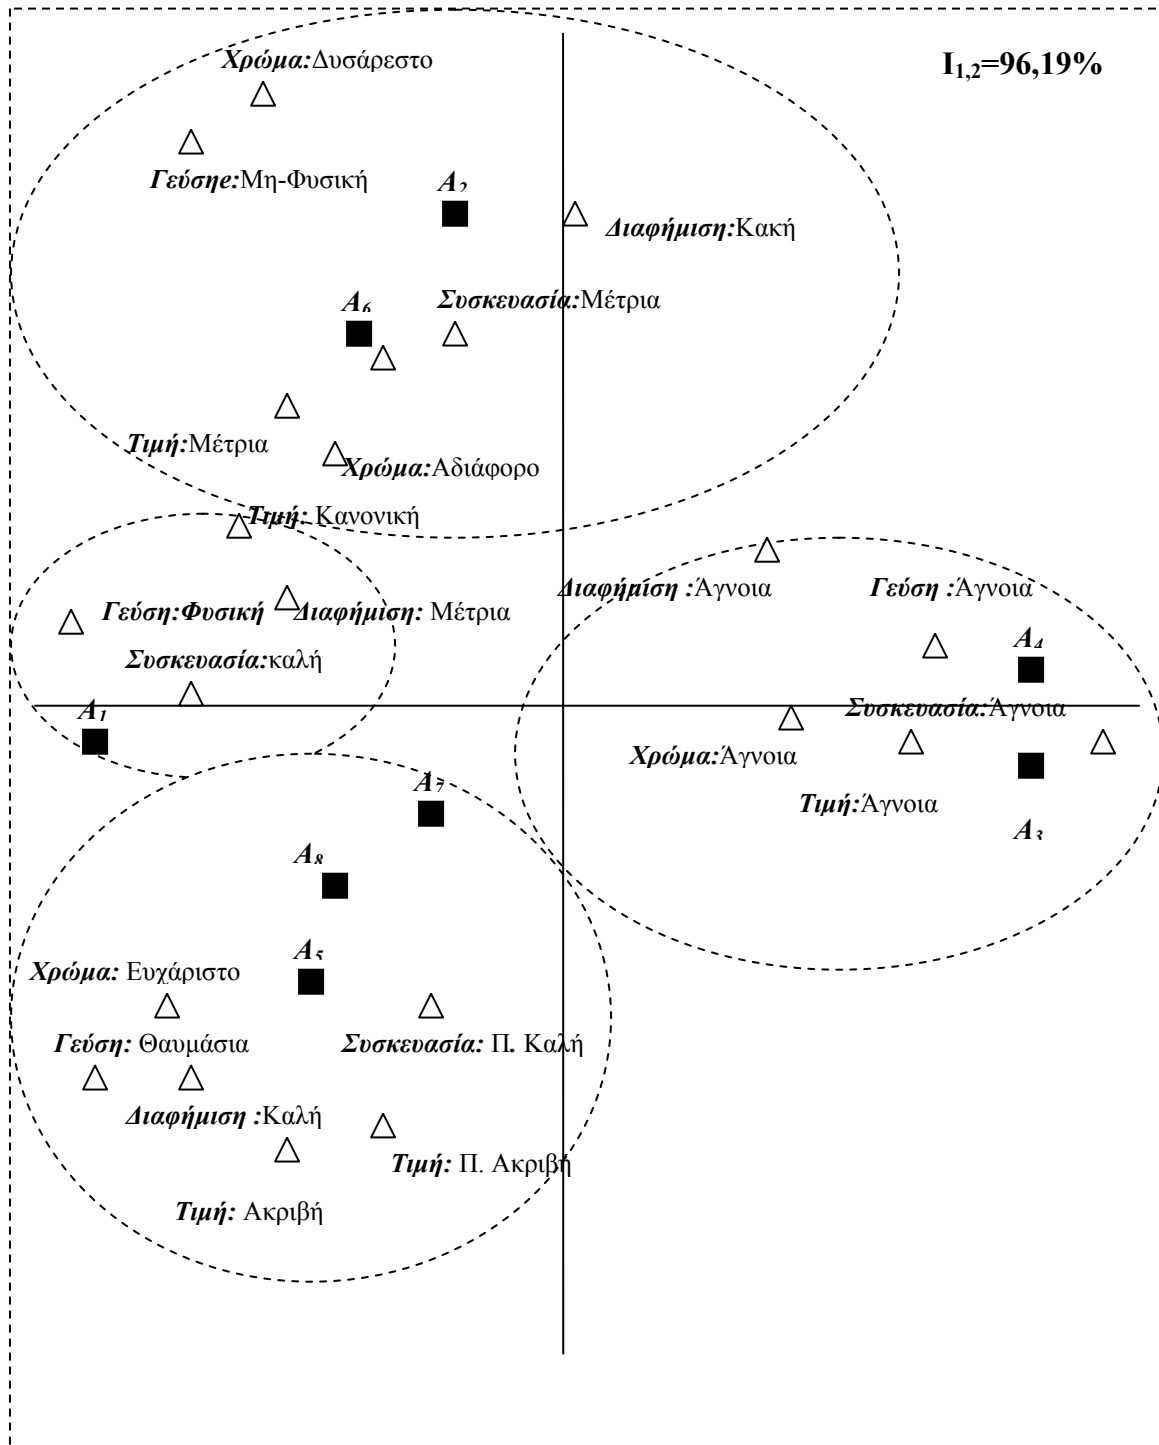 Χρώμα:Δυσάρεστο
I1,2=96,19%
Γεύσηe:Μη-Φυσική
A2
Διαφήμιση:Κακή
A6
Συσκευασία:Μέτρια
Τιμή:Μέτρια
Χρώμα:Αδιάφορο
Τιμή: Κανονική
Διαφήμιση :Άγνοια
Γεύση :Άγνοια
Γεύση:Φυσική
Διαφήμιση: Μέτρια
A4
Συσκευασία:καλή
A1
Συσκευασία:Άγνοια
Χρώμα:Άγνοια
A7
Τιμή:Άγνοια
A3
A8
A5
Χρώμα: Ευχάριστο
Γεύση: Θαυμάσια
Συσκευασία: Π. Καλή
Διαφήμιση :Καλή
Τιμή: Π. Ακριβή
Τιμή: Ακριβή